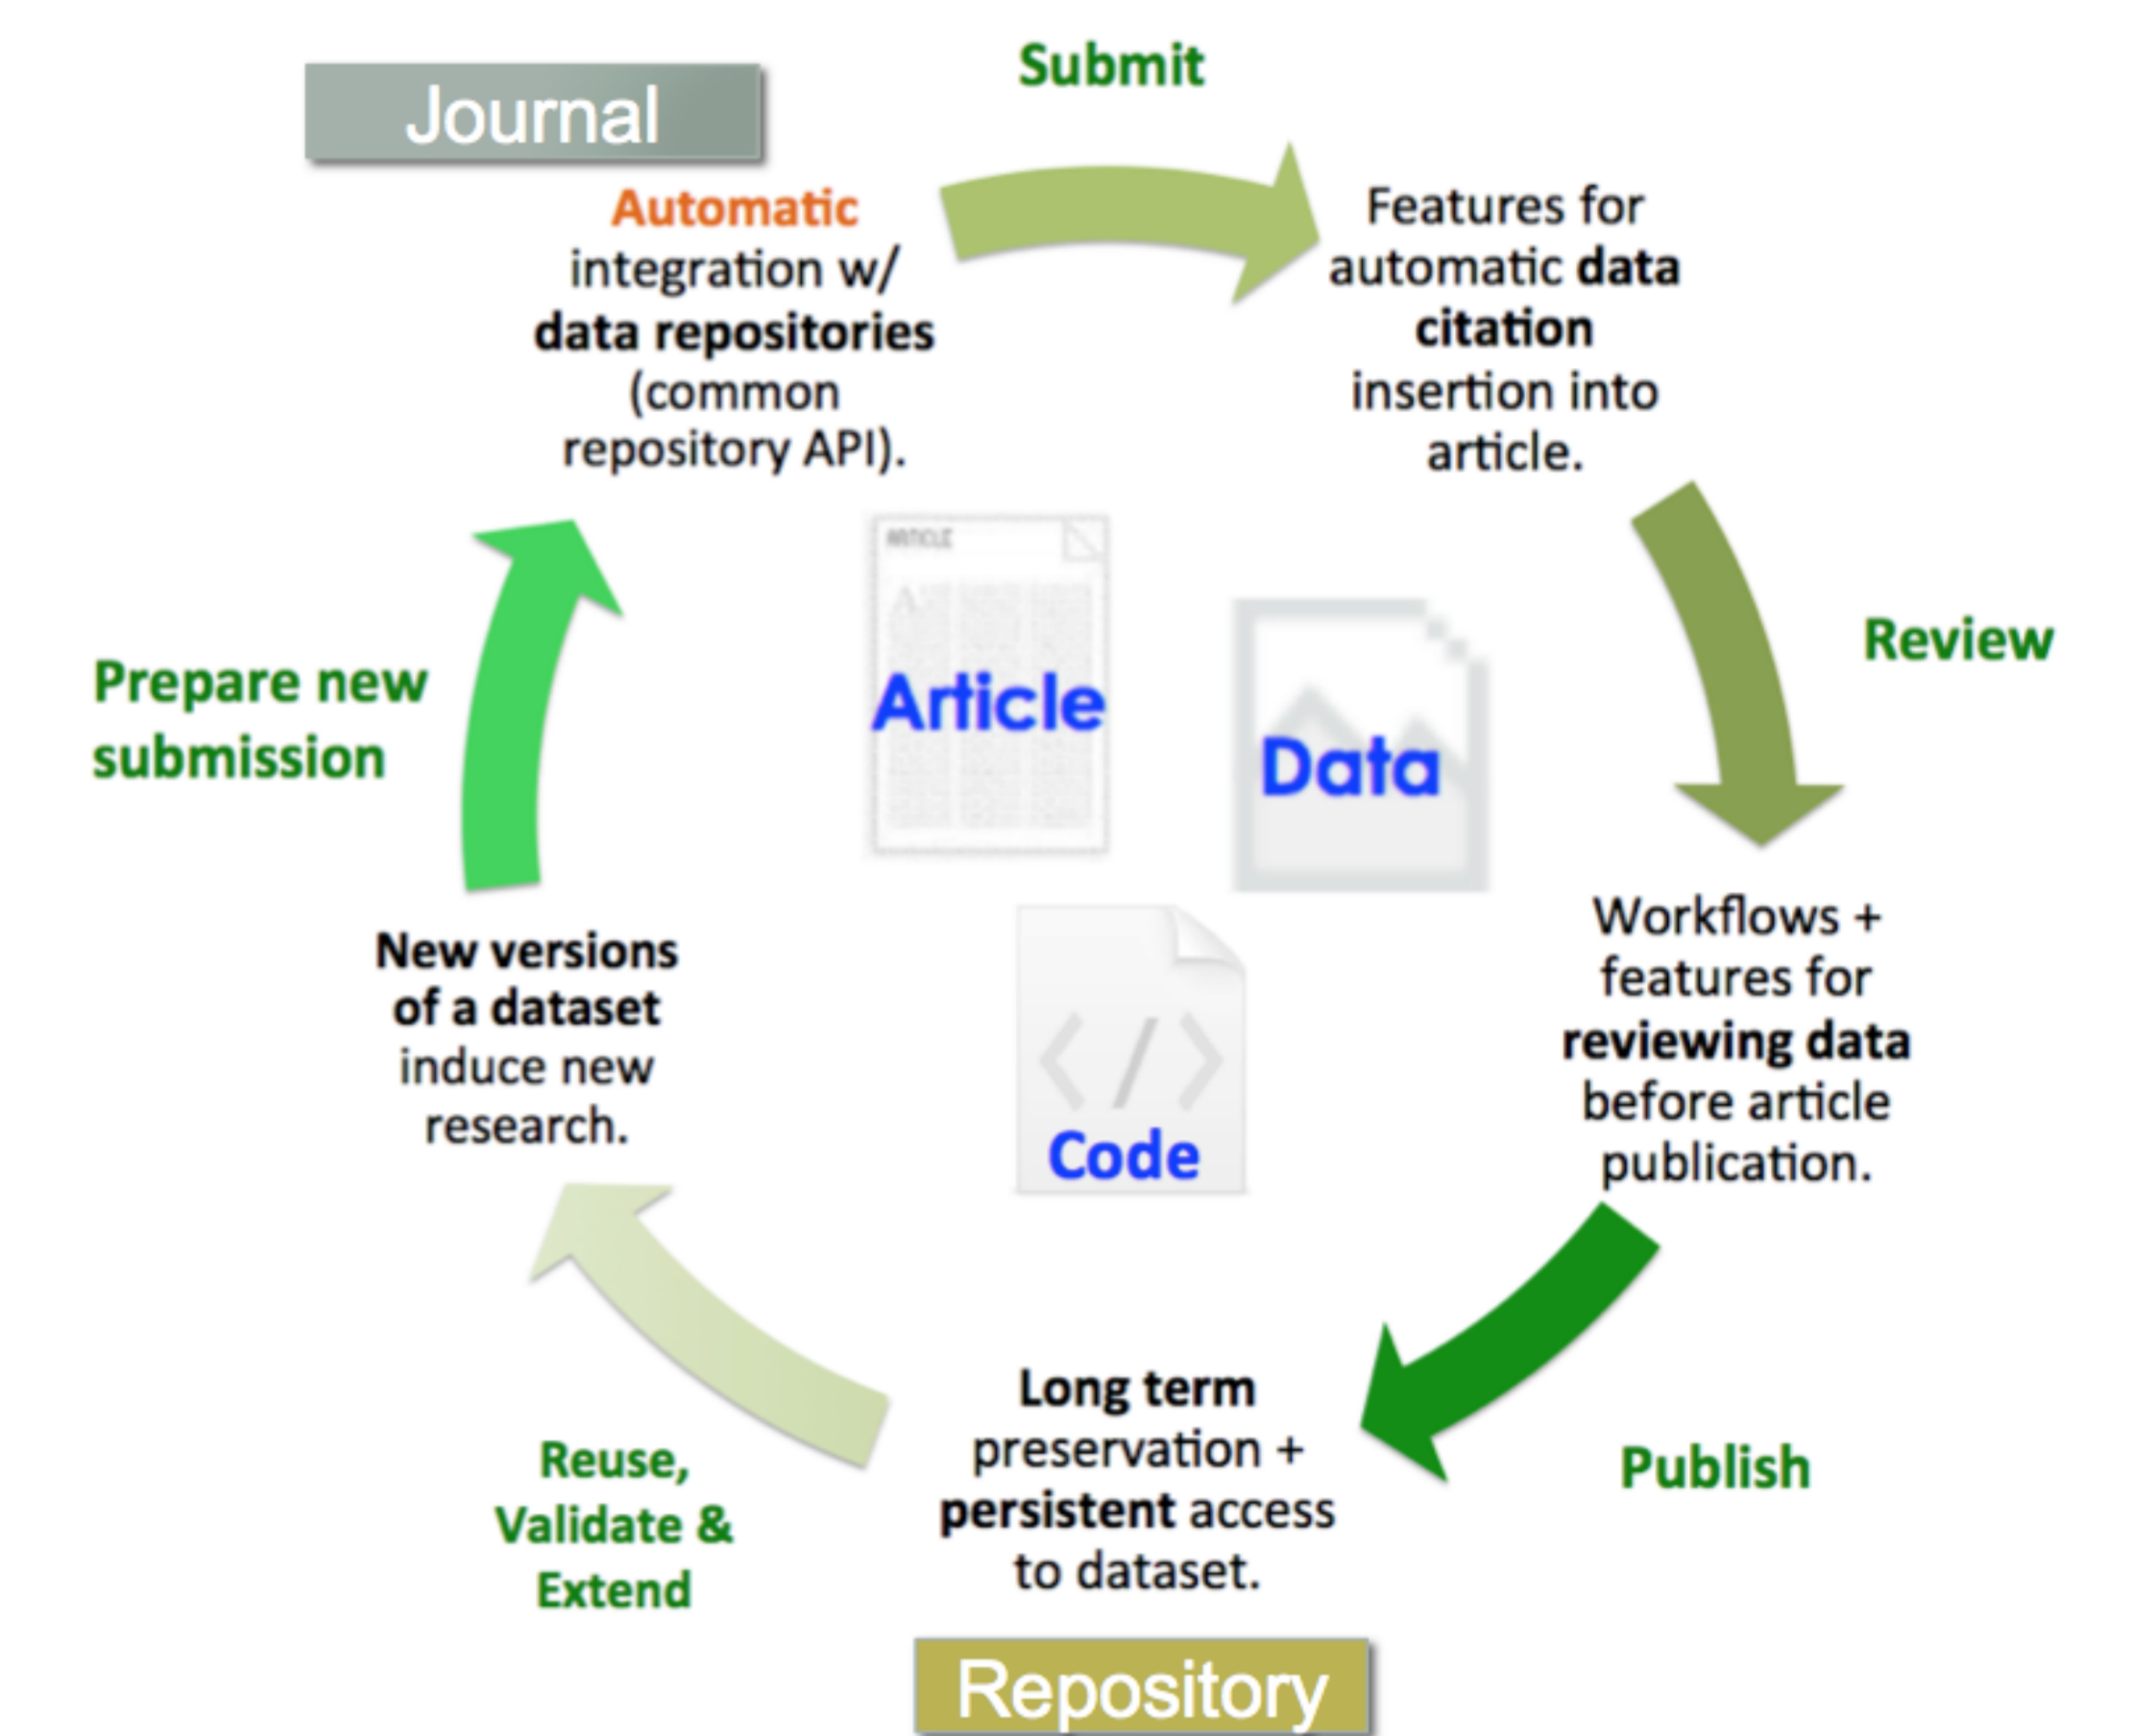 Journal
Submit
Automatic
integration w/
data repositories
(common
repository API).
Features for
automatic data
citation
insertion into
article.
Review
Workflows +
features for
reviewing data
before article
publication.
Publish
Long term
preservation +
persistent access
to dataset.
Repository
Reuse,
Validate &
Extend
New versions
of a dataset
induce new
research.
Prepare new
submission
ARTICLE
A
Article
Data
</>
Code